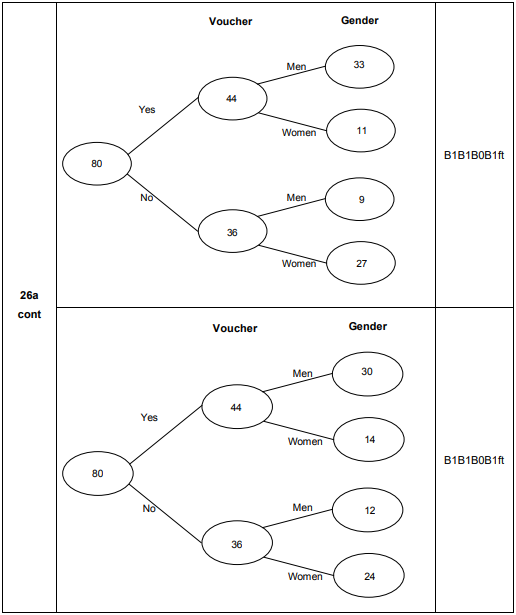 Voucher Gender
Men
33
44
Yes
Women
11
80
B1B1B0B1ft
No
Men
9
36
Women
27
26a
cont
Voucher Gender
Men
30
44
Yes
Women
14
80
B1B1B0B1ft
No
Men
12
36
Women
24